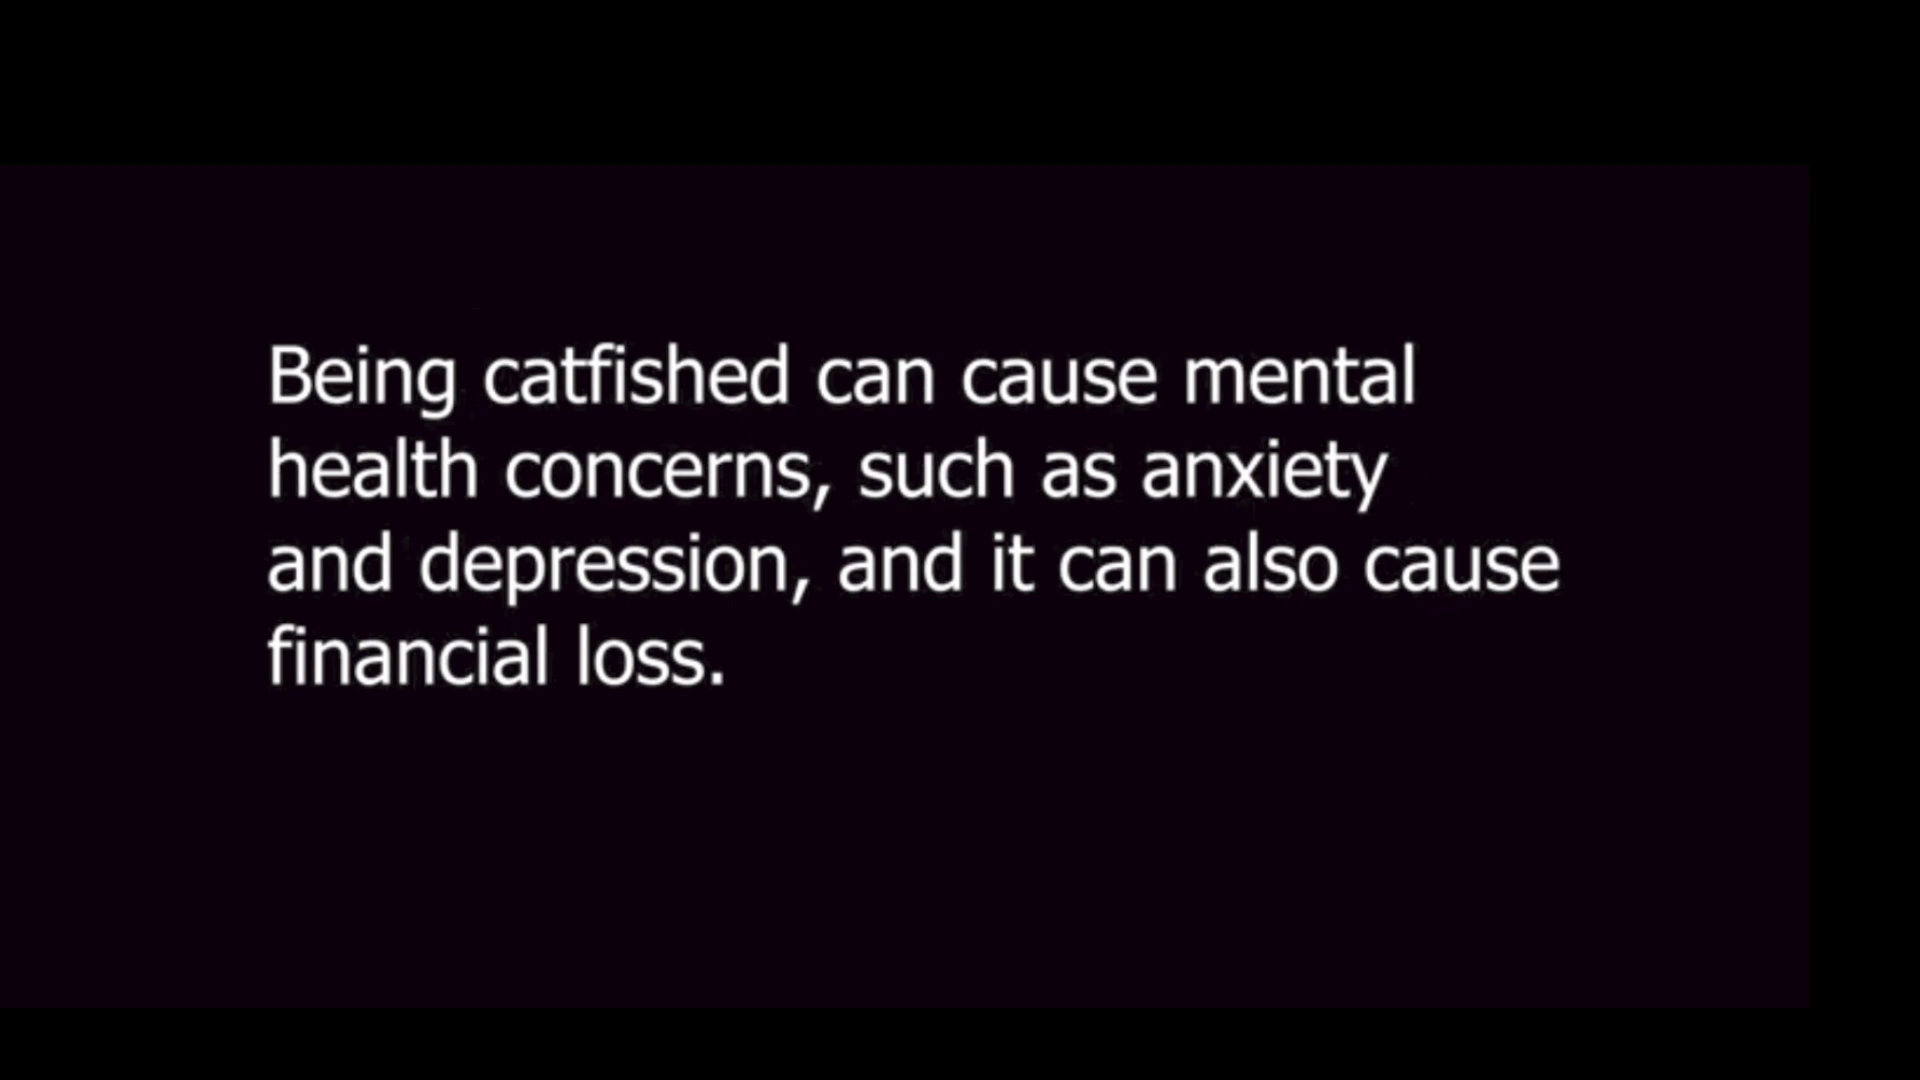 Being catfished can cause mental
health concerns, such as anxiety
and depression, and it can also cause
financial loss.